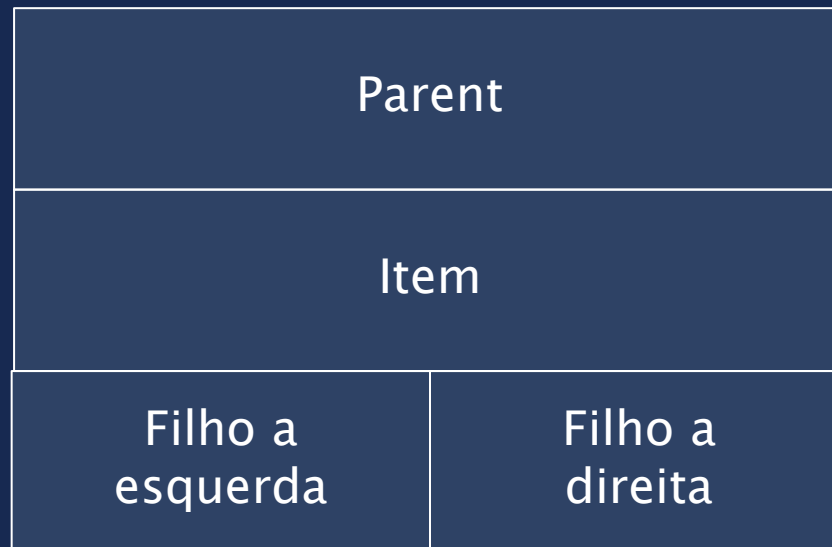 Parent
Item
Filho a
esquerda
Filho a
direita